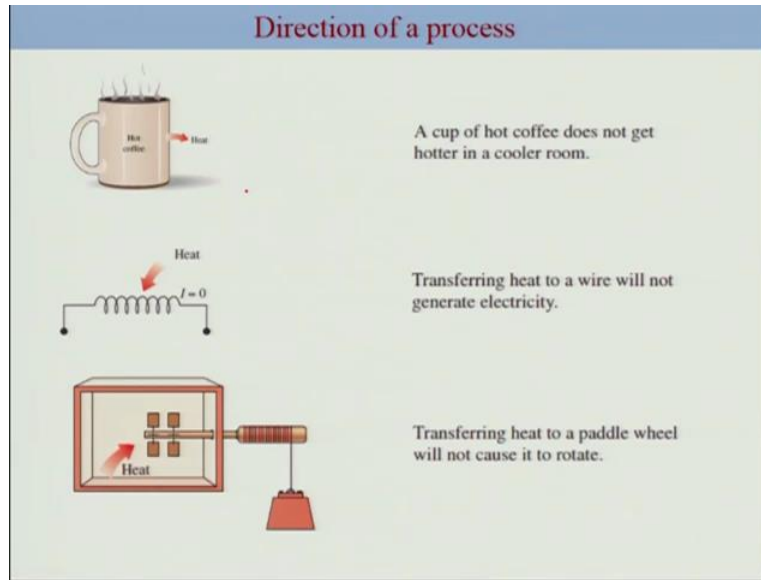 Direction of a process
Hot
coffee
Heat
A cup of hot coffee does not get
hotter in a cooler room.
Heat
I = 0
Transferring heat to a wire will not
generate electricity.
Heat
Transferring heat to a paddle wheel
will not cause it to rotate.